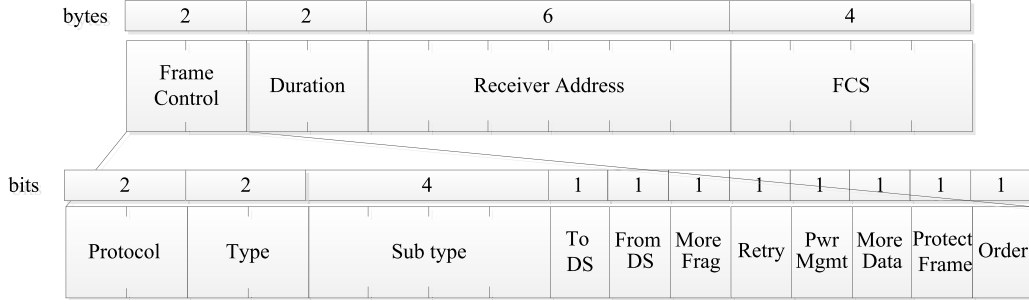 bytes 2 2 6 4
Frame Control Duration Receiver Address FCS
bits 2 2 4 1 1 1 1 1 1 1 1
Protocol Type Sub type To DS From DS More Frag Retry Pwr Mgmt More Data Protect Frame Order